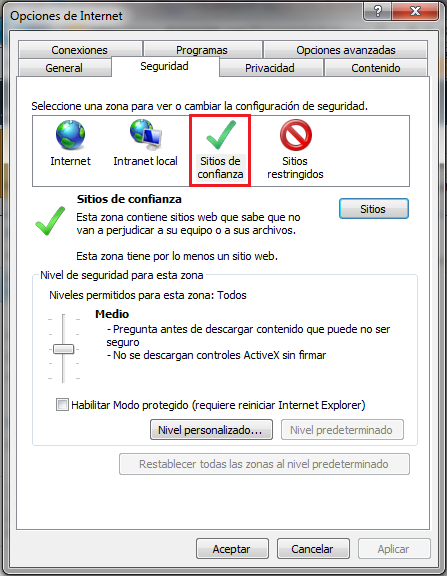 Opciones de Internet
Conexiones Programas Opciones avanzadas
General Seguridad Privacidad Contenido
Seleccione una zona para ver o cambiar la configuración de seguridad.
Internet Intranet local Sitios de confianza Sitios restringidos
Sitios de confianza
Sitios
Esta zona contiene sitios web que sabe que no
van a perjudicar a su equipo o a sus archivos.
Esta zona tiene por lo menos un sitio web.
Nivel de seguridad para esta zona
Niveles permitidos para esta zona: Todos
Medio
- Pregunta antes de descargar contenido que puede no ser
seguro
- No se descargan controles ActiveX sin firmar
Habilitar Modo protegido (requiere reiniciar Internet Explorer)
Nivel personalizado... Nivel predeterminado
Restablecer todas las zonas al nivel predeterminado
Aceptar Cancelar Aplicar